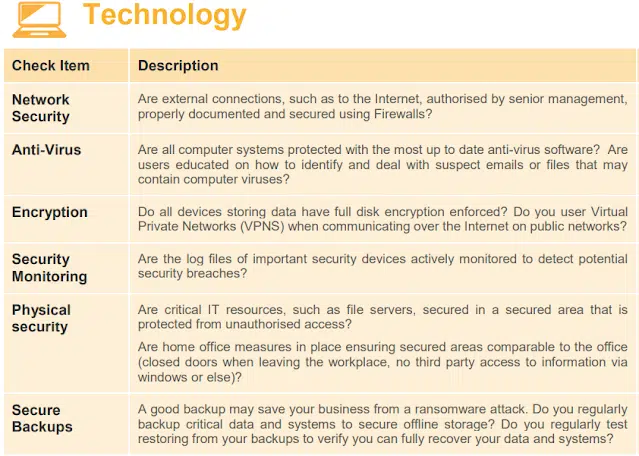 Technology
Check Item Description
Network
Security
Are external connections, such as to the Internet, authorised by senior management,
properly documented and secured using Firewalls?
Anti-Virus
Are all computer systems protected with the most up to date anti-virus software? Are
users educated on how to identify and deal with suspect emails or files that may
contain computer viruses?
Encryption
Do all devices storing data have full disk encryption enforced? Do you user Virtual
Private Networks (VPNS) when communicating over the Internet on public networks?
Security
Monitoring
Are the log files of important security devices actively monitored to detect potential
security breaches?
Physical
security
Are critical IT resources, such as file servers, secured in a secured area that is
protected from unauthorised access?
Are home office measures in place ensuring secured areas comparable to the office
(closed doors when leaving the workplace, no third party access to information via
windows or else)?
Secure
Backups
A good backup may save your business from a ransomware attack. Do you regularly
backup critical data and systems to secure offline storage? Do you regularly test
restoring from your backups to verify you can fully recover your data and systems?